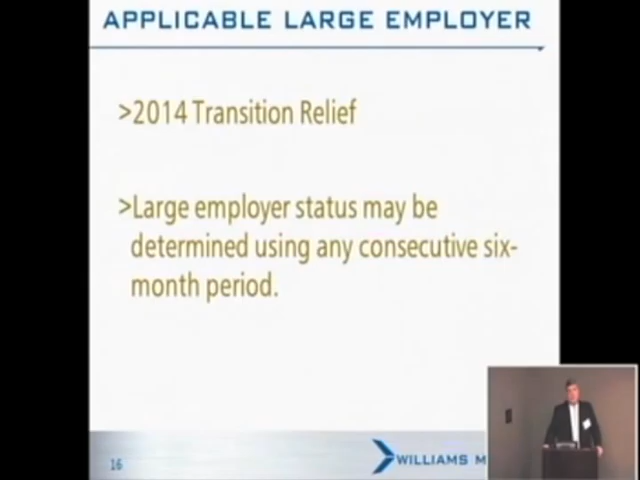 APPLICABLE LARGE EMPLOYER
>2014 Transition Relief
>Large employer status may be
determined using any consecutive six-
month period.
16
WILLIAMS M